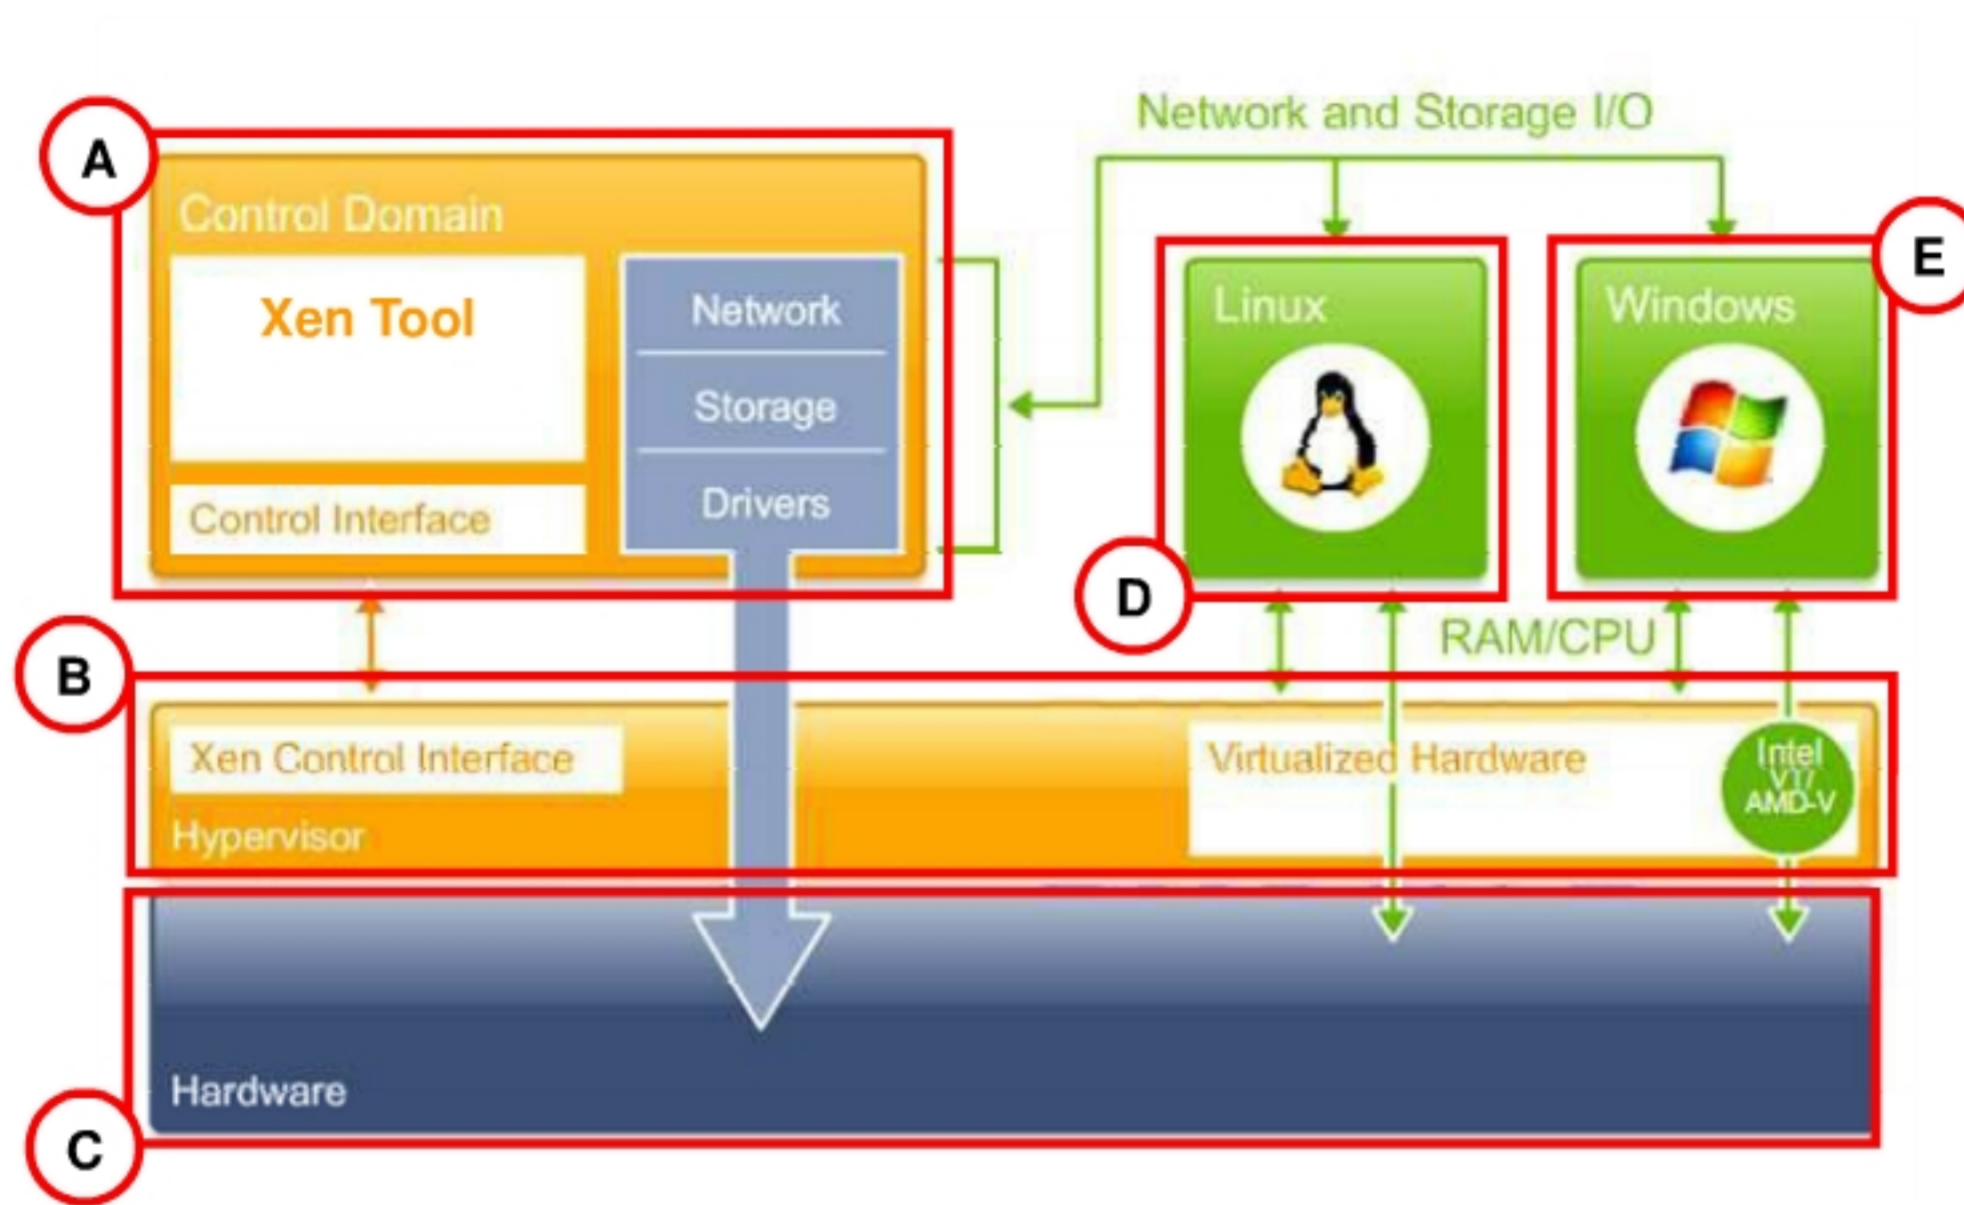 Network and Storage I/O
A
Control Domain
Xen Tool
Control Interface
Network
Storage
Drivers
Linux
Windows
E
D
RAM/CPU
B
Xen Control Interface
Hypervisor
Virtualized Hardware
Intel
VT/
AMD-V
Hardware
C